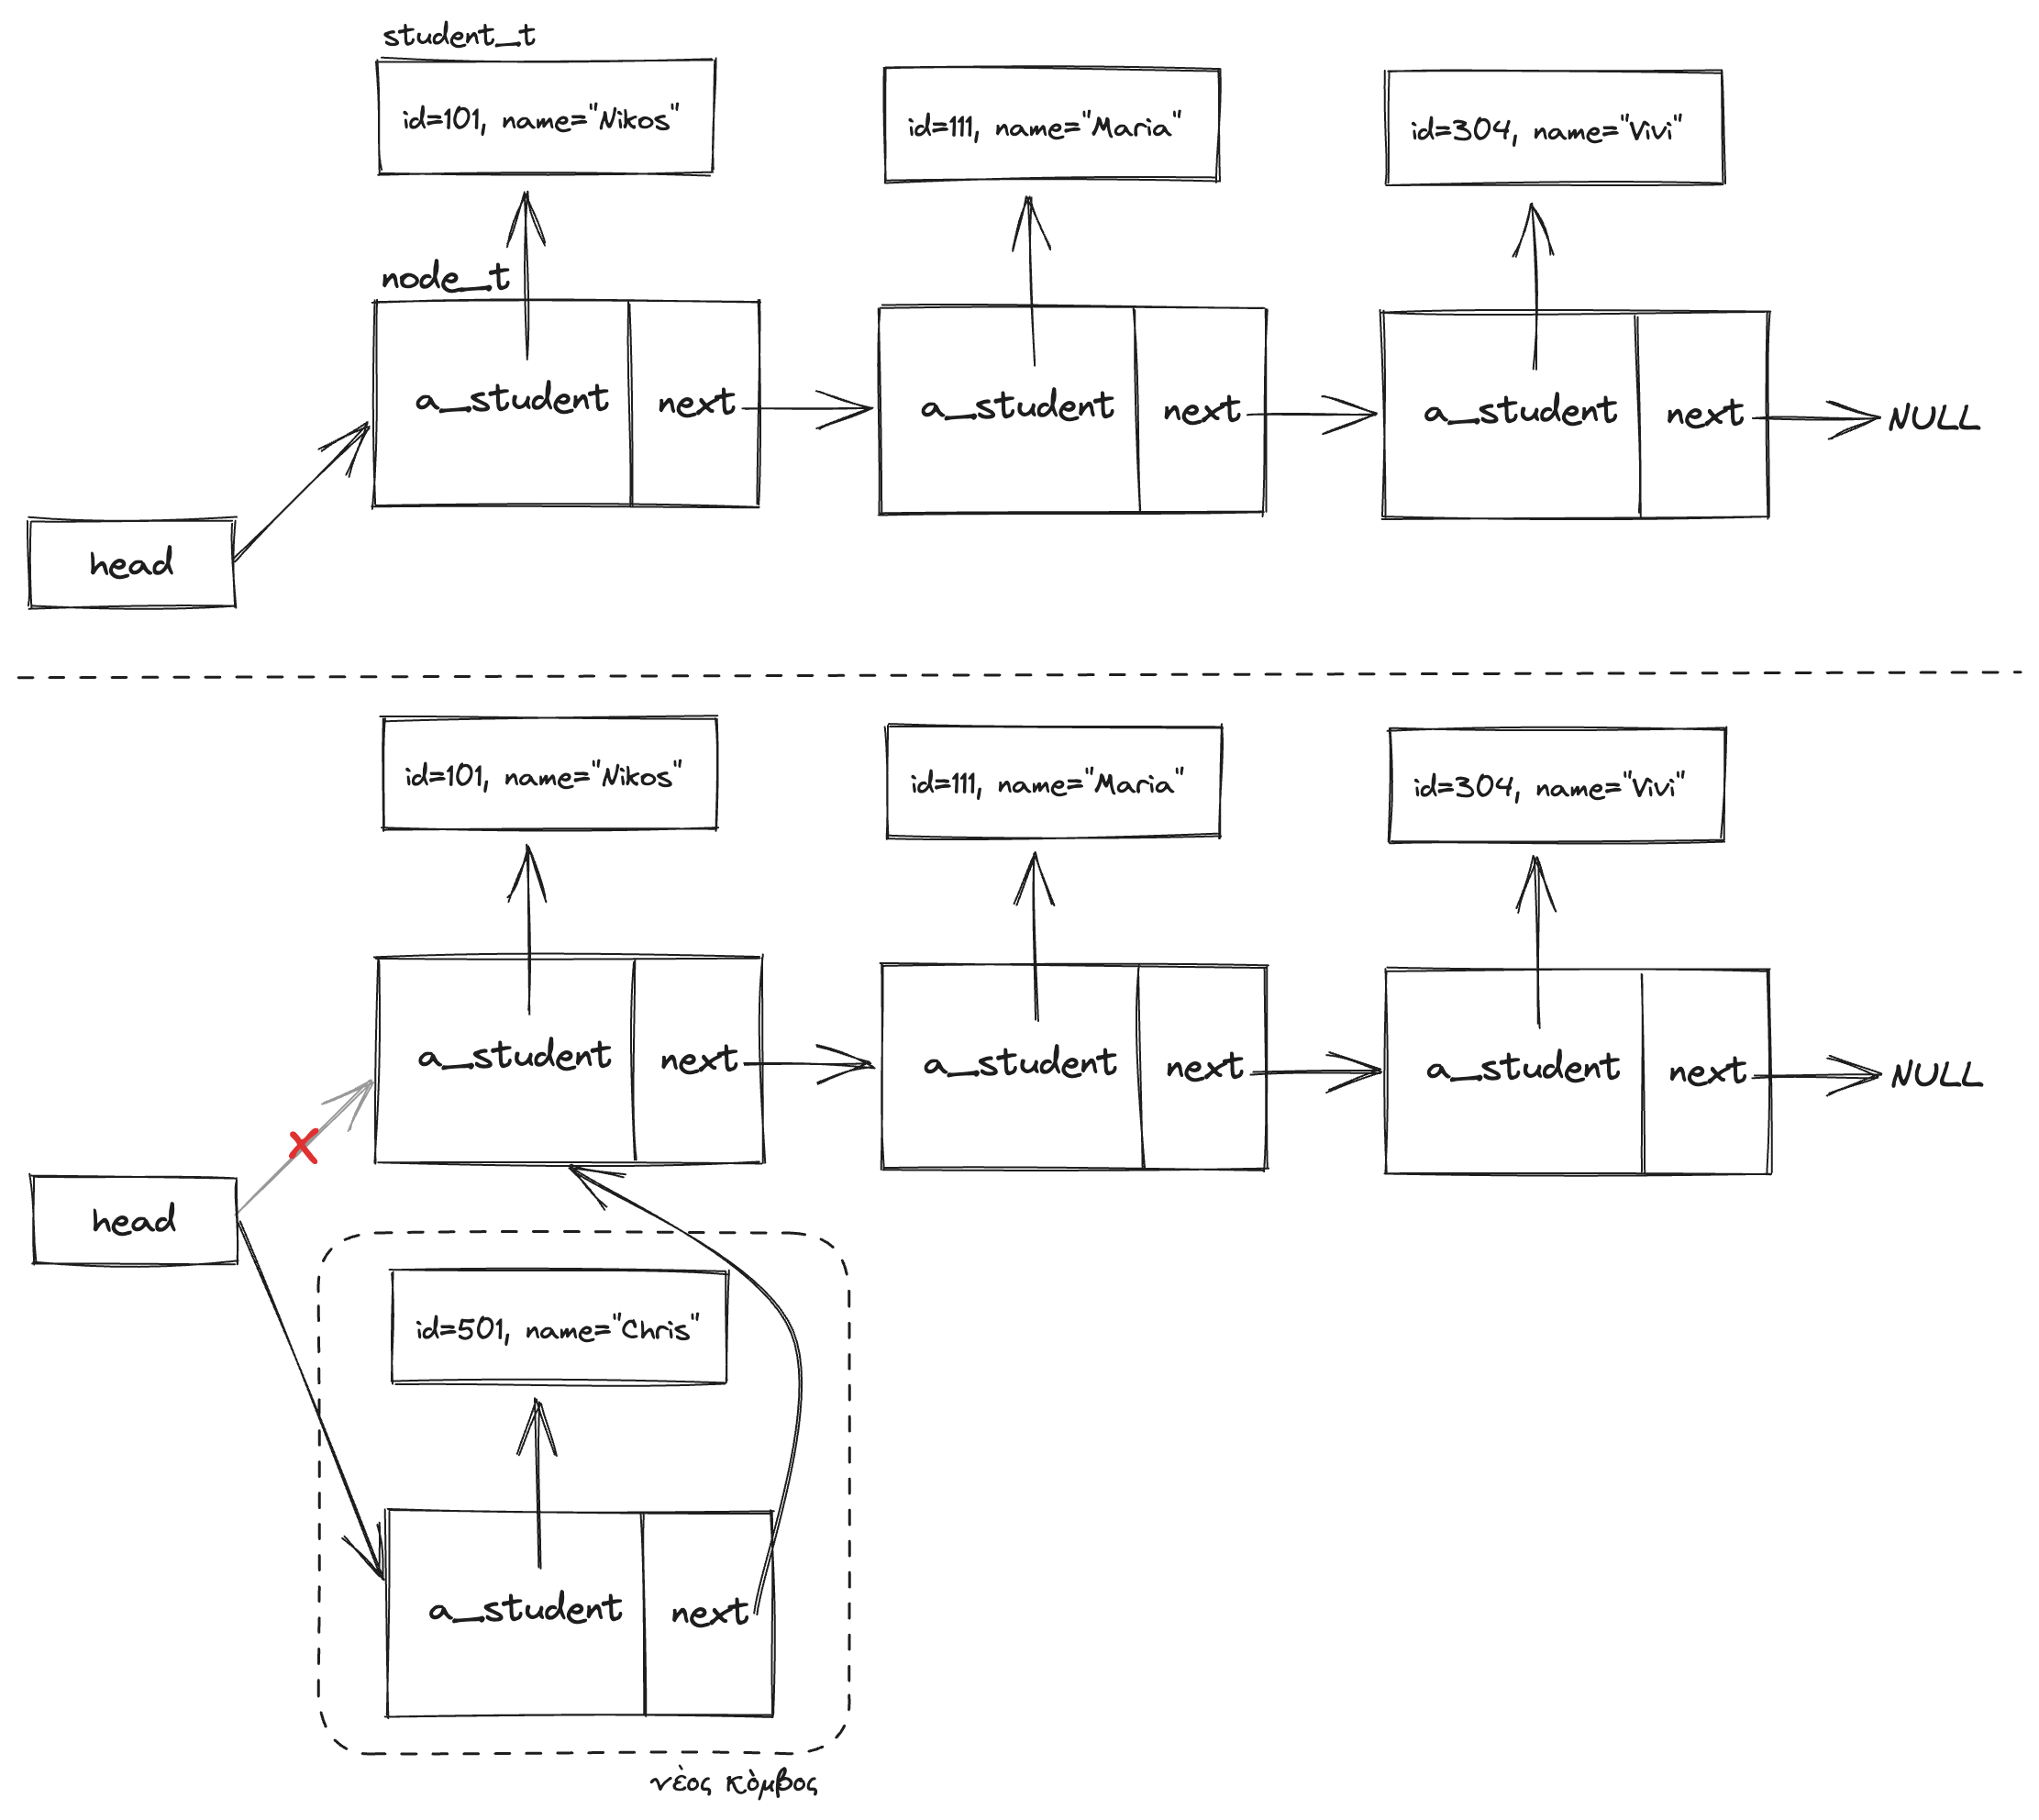 student_t
id=101, name="Nikos"
id=111, name="Maria"
id=304, name="Vivi"
node_t
a_student
next
a_student
next
a_student
next
NULL
head
id=101, name="Nikos"
id=111, name="Maria"
id=304, name="Vivi"
a_student
next
a_student
next
a_student
next
NULL
head
id=501, name="Chris"
a_student
next
νέος κόμβος